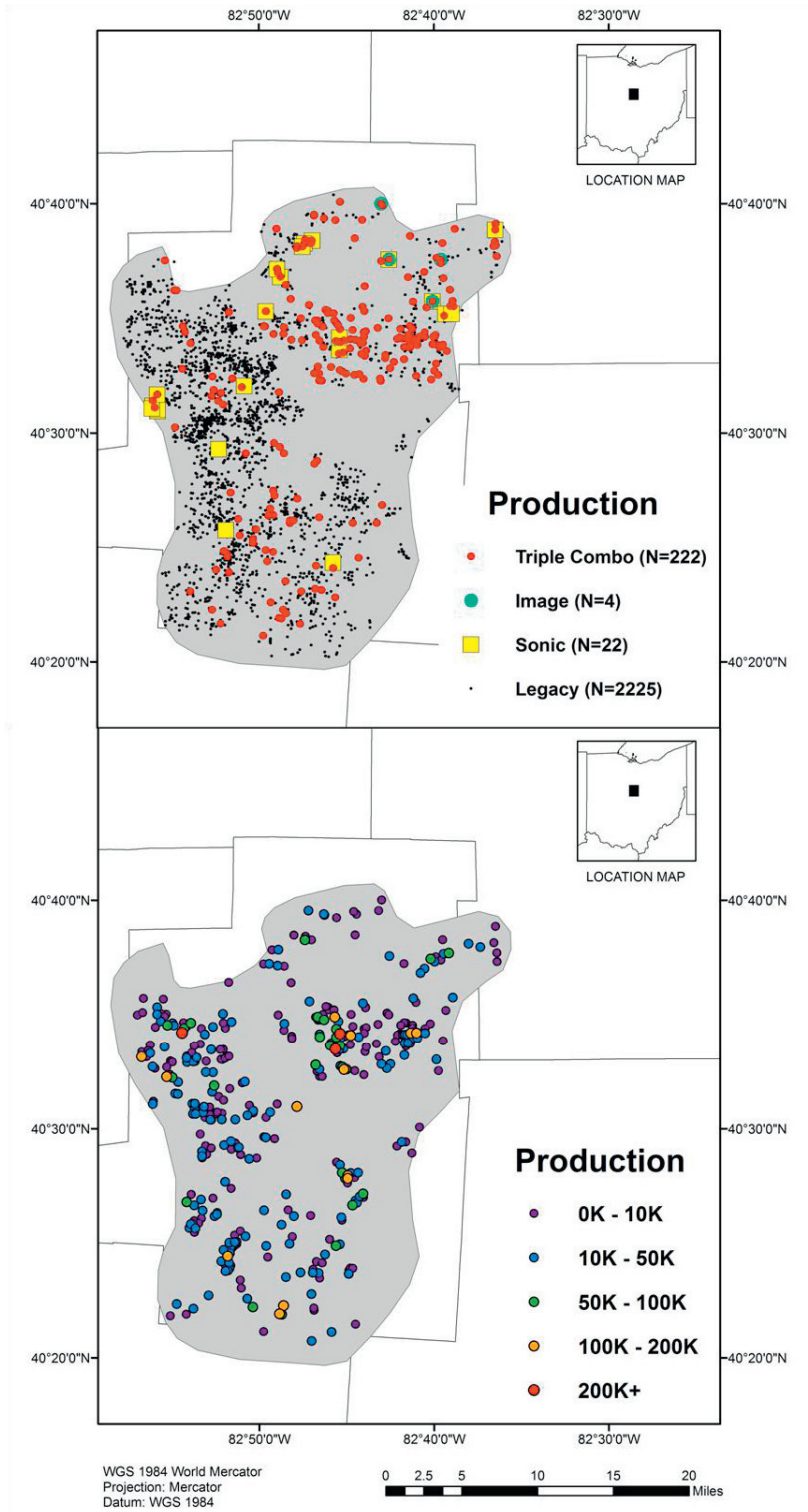 82°50'0"W 82°40'0"W 82°30'0"W
LOCATION MAP
40°40'0"N 40°40'0"N
40°30'0"N 40°30'0"N
Production
Triple Combo (N=222)
Image (N=4)
Sonic (N=22)
Legacy (N=2225)
40°20'0"N 40°20'0"N
LOCATION MAP
40°40'0"N 40°40'0"N
40°30'0"N 40°30'0"N
Production
0K - 10K
10K - 50K
50K - 100K
100K - 200K
200K+
40°20'0"N 40°20'0"N
82°50'0"W 82°40'0"W 82°30'0"W
WGS 1984 World Mercator
Projection: Mercator
Datum: WGS 1984
0 2.5 5 10 15 20
Miles